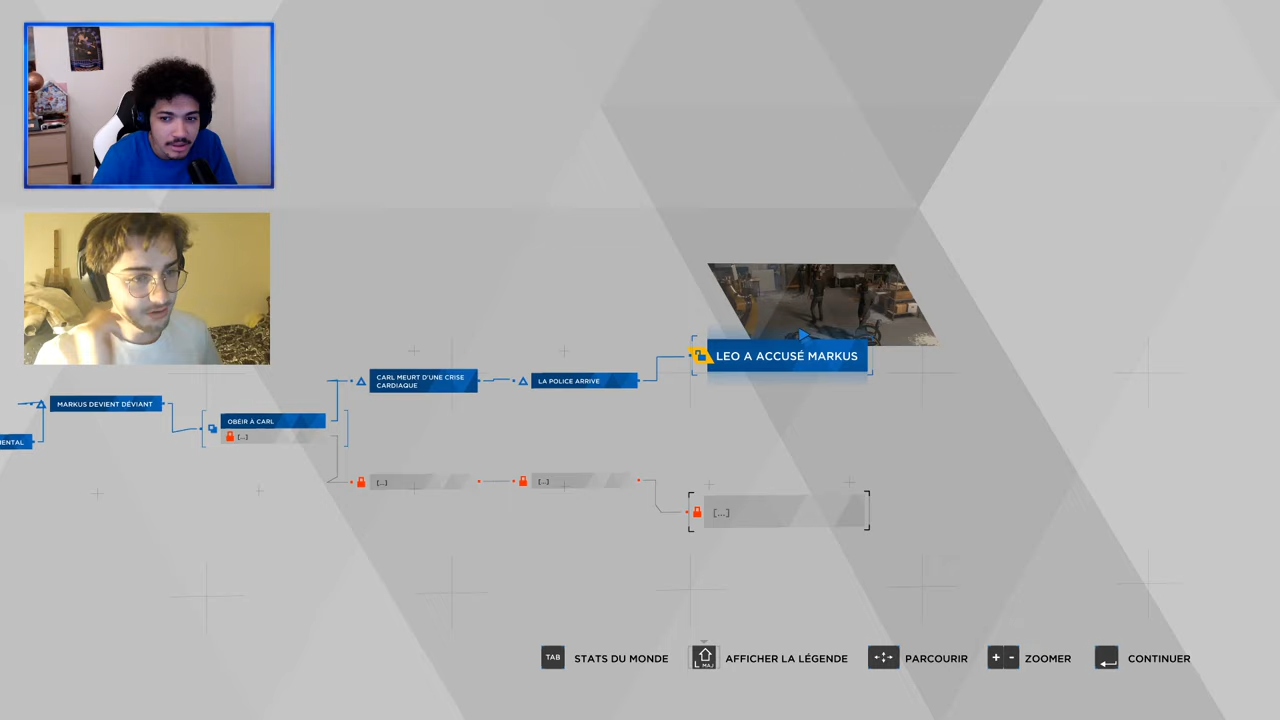 LEO A ACCUSÉ MARKUS
CARL MEURT D'UNE CRISE
CARDIAQUE
LA POLICE ARRIVE
MARKUS DEVIENT DÉVIANT
OBÉIR À CARL
[...]
MENTAL
[...]
[...]
[...]
TAB
STATS DU MONDE
L MAJ
AFFICHER LA LÉGENDE
PARCOURIR
+ -
ZOOMER
CONTINUER